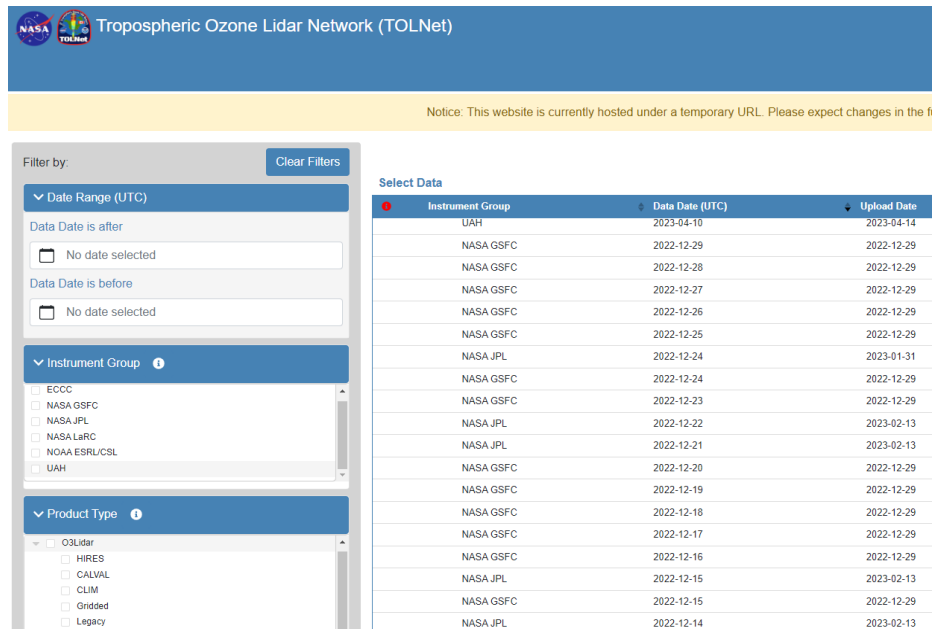 NASA TOLNet Tropospheric Ozone Lidar Network (TOLNet)
Notice: This website is currently hosted under a temporary URL. Please expect changes in the f
Filter by:
Clear Filters
Date Range (UTC)
Data Date is after
No date selected
Data Date is before
No date selected
Instrument Group
ECCC
NASA GSFC
NASA JPL
NASA LaRC
NOAA ESRL/CSL
UAH
Product Type
O3Lidar
HIRES
CALVAL
CLIM
Gridded
Legacy
Select Data
Instrument Group Data Date (UTC) Upload Date
UAH 2023-04-10 2023-04-14
NASA GSFC 2022-12-29 2022-12-29
NASA GSFC 2022-12-28 2022-12-29
NASA GSFC 2022-12-27 2022-12-29
NASA GSFC 2022-12-26 2022-12-29
NASA GSFC 2022-12-25 2022-12-29
NASA JPL 2022-12-24 2023-01-31
NASA GSFC 2022-12-24 2022-12-29
NASA GSFC 2022-12-23 2022-12-29
NASA JPL 2022-12-22 2023-02-13
NASA JPL 2022-12-21 2023-02-13
NASA GSFC 2022-12-20 2022-12-29
NASA GSFC 2022-12-19 2022-12-29
NASA GSFC 2022-12-18 2022-12-29
NASA GSFC 2022-12-17 2022-12-29
NASA GSFC 2022-12-16 2022-12-29
NASA JPL 2022-12-15 2023-02-13
NASA GSFC 2022-12-15 2022-12-29
NASA JPL 2022-12-14 2023-02-13